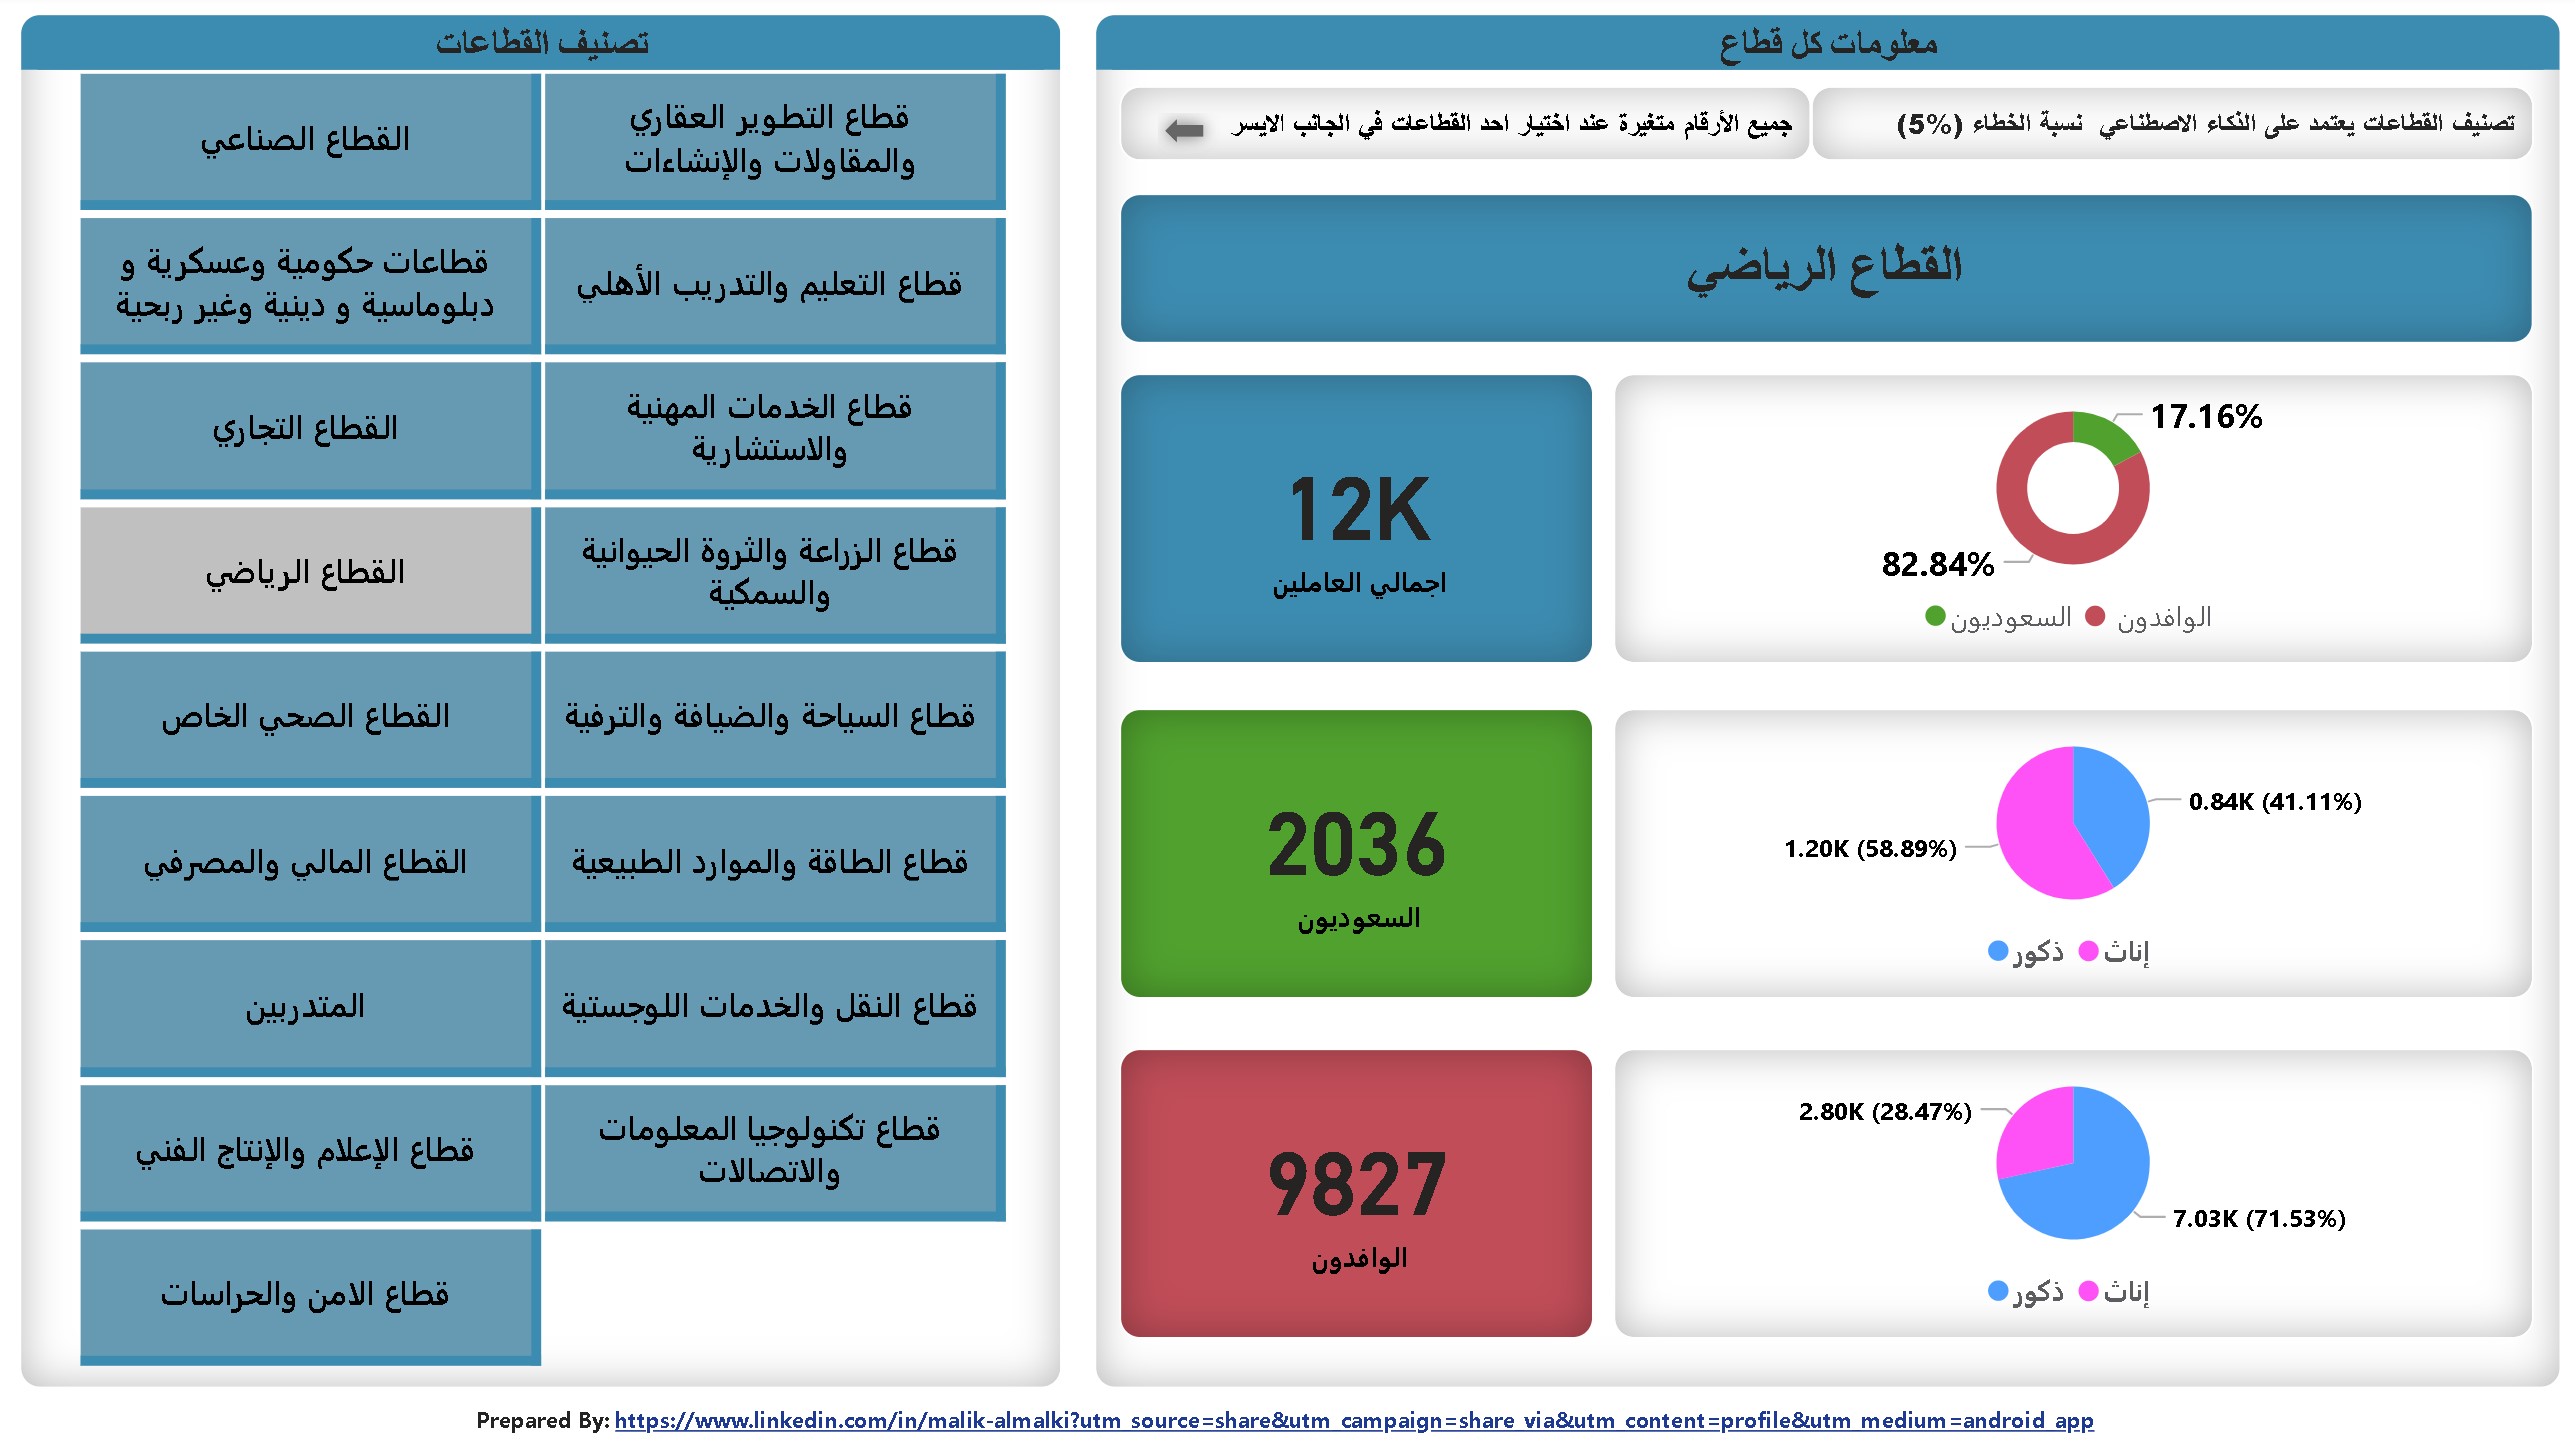 معلومات كل قطاع
تصنيف القطاعات يعتمد على الذكاء الاصطناعي نسبة الخطاء (5%)
جميع الأرقام متغيرة عند اختيار احد القطاعات في الجانب الايسر
القطاع الرياضي
17.16%
82.84%
السعوديون
الوافدون
12K
اجمالي العاملين
0.84K (41.11%)
1.20K (58.89%)
ذكور
إناث
2036
السعوديون
2.80K (28.47%)
7.03K (71.53%)
ذكور
إناث
9827
الوافدون
تصنيف القطاعات
قطاع التطوير العقاري
والمقاولات والإنشاءات
القطاع الصناعي
قطاع التعليم والتدريب الأهلي
قطاعات حكومية وعسكرية و
دبلوماسية و دينية وغير ربحية
قطاع الخدمات المهنية
والاستشارية
القطاع التجاري
قطاع الزراعة والثروة الحيوانية
والسمكية
القطاع الرياضي
قطاع السياحة والضيافة والترفية
القطاع الصحي الخاص
قطاع الطاقة والموارد الطبيعية
القطاع المالي والمصرفي
قطاع النقل والخدمات اللوجستية
المتدربين
قطاع تكنولوجيا المعلومات
والاتصالات
قطاع الإعلام والإنتاج الفني
قطاع الامن والحراسات
Prepared By: https://www.linkedin.com/in/malik-almalki?utm_source=share&utm_campaign=share_via&utm_content=profile&utm_medium=android_app